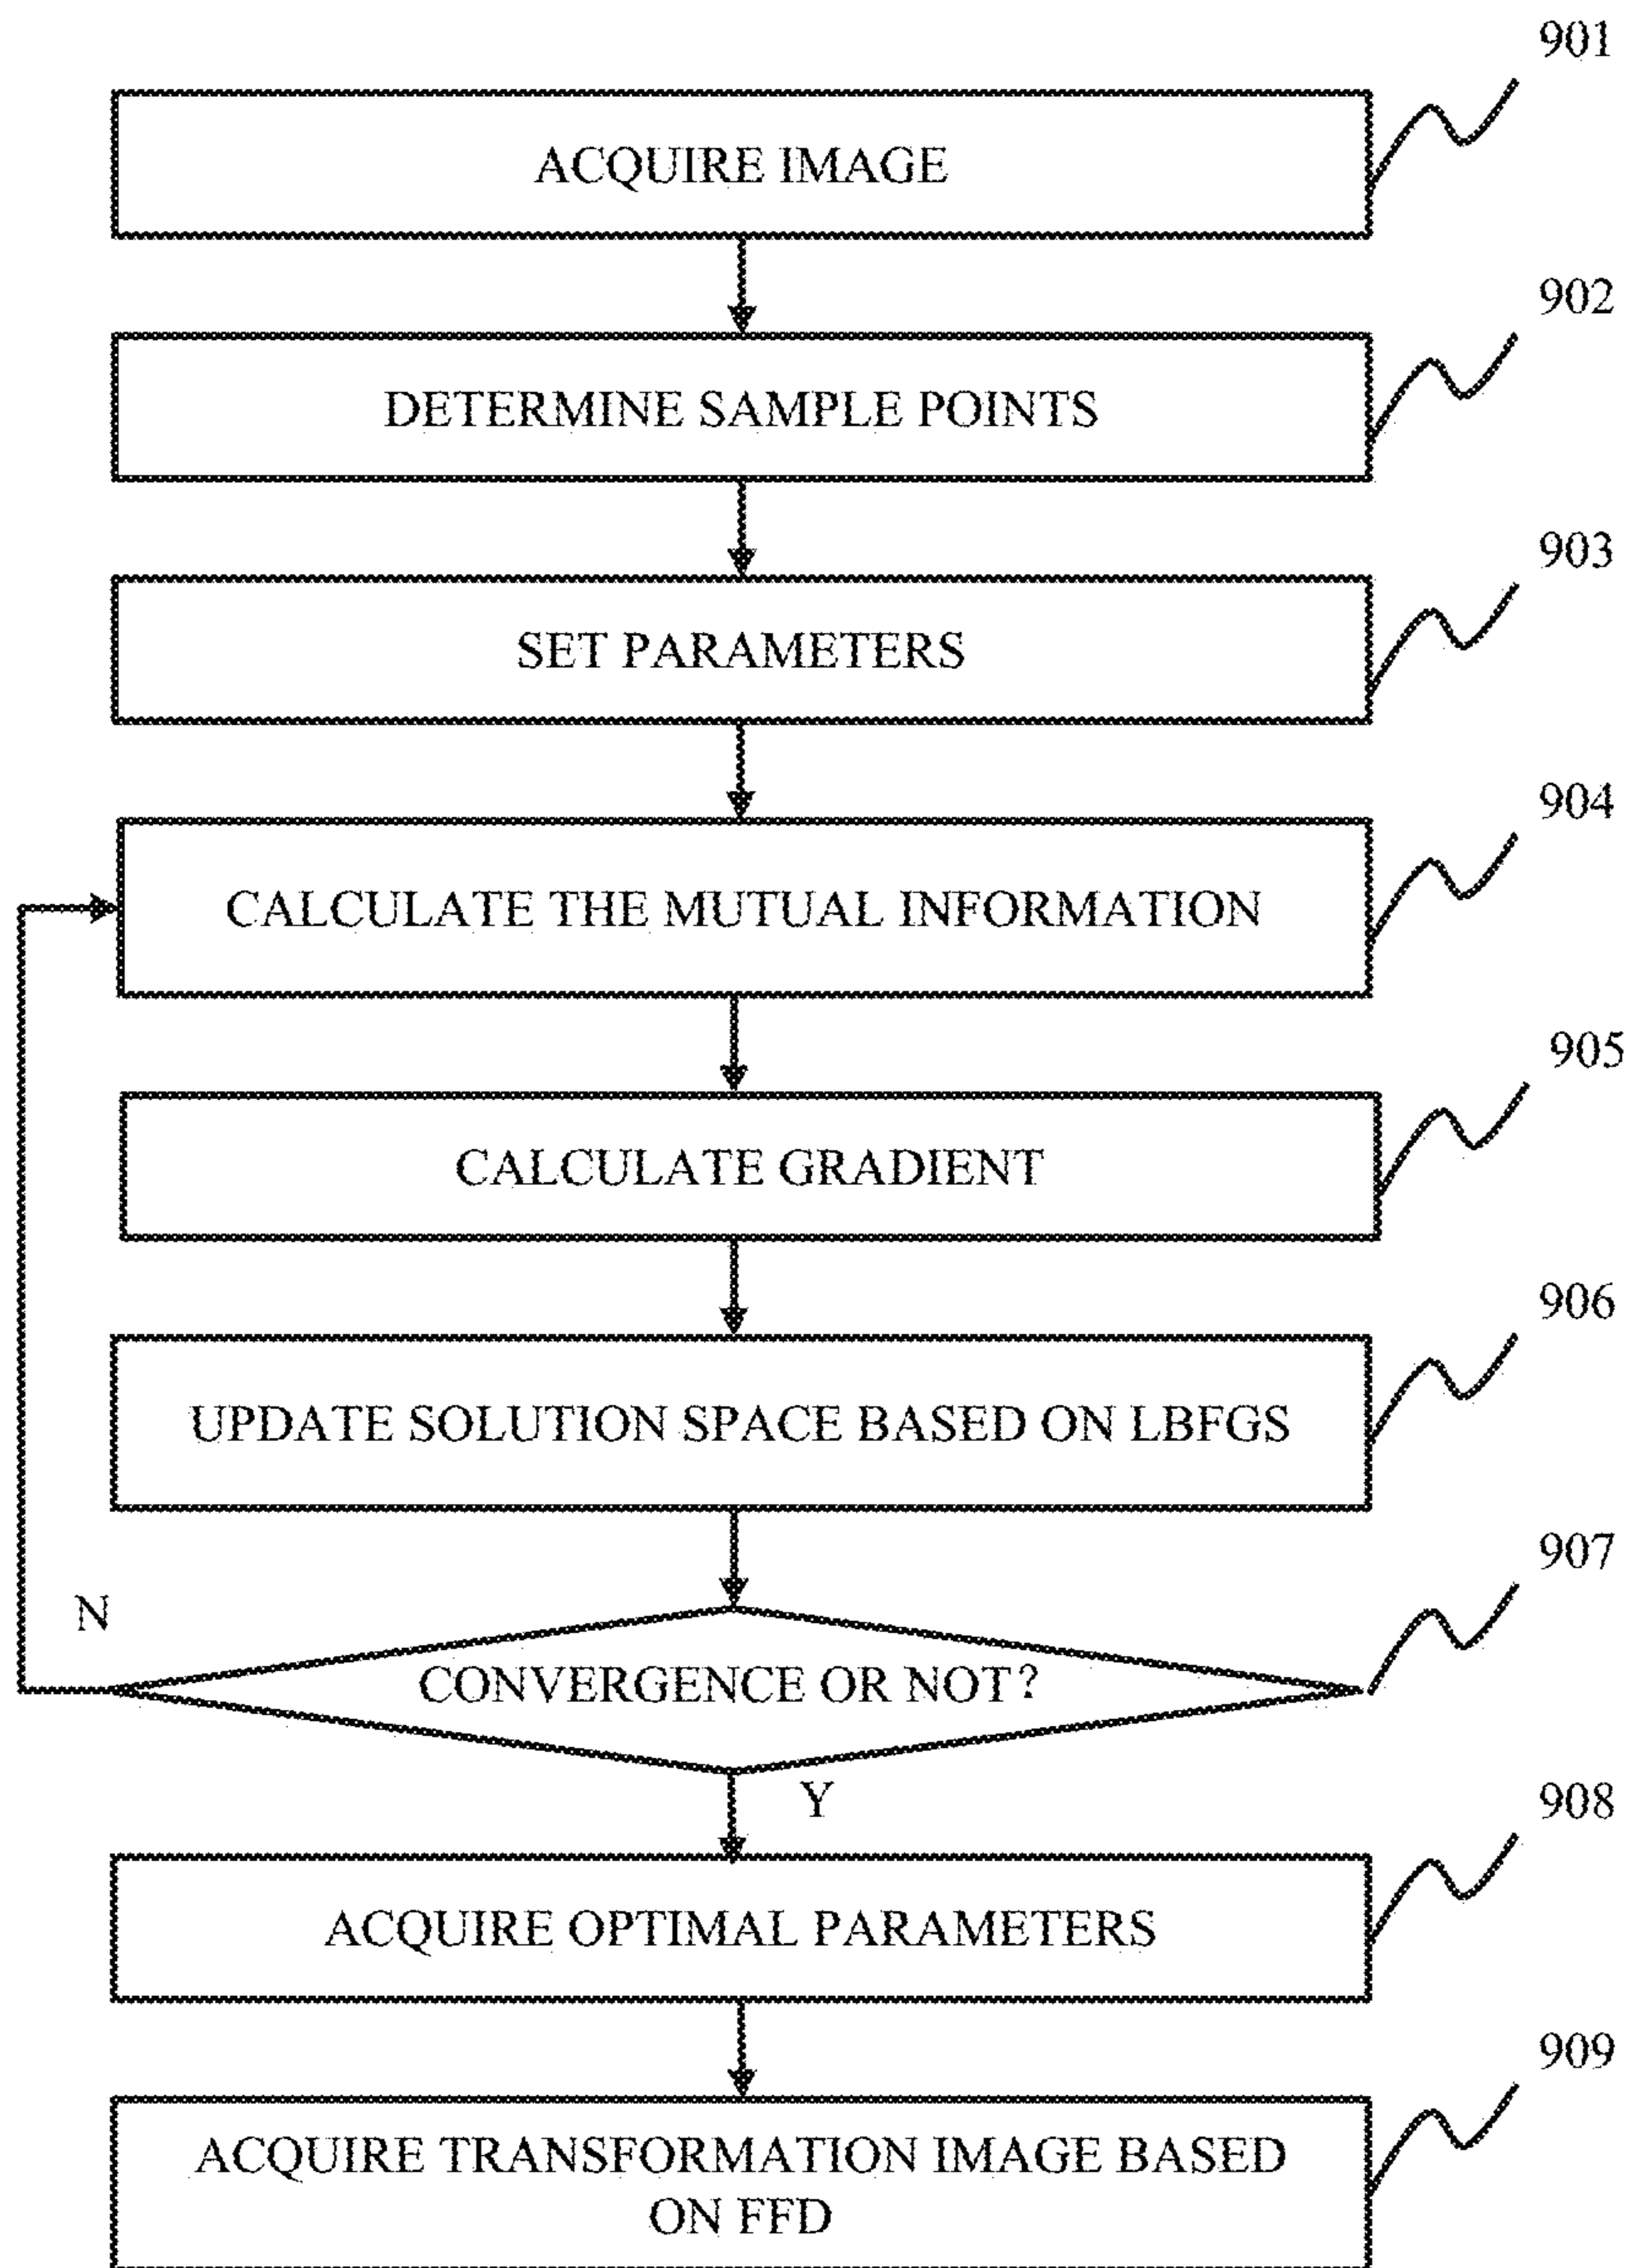 901
ACQUIRE IMAGE
902
DETERMINE SAMPLE POINTS
903
SET PARAMETERS
904
CALCULATE THE MUTUAL INFORMATION
905
CALCULATE GRADIENT
906
UPDATE SOLUTION SPACE BASED ON LBFGS
907
N
CONVERGENCE OR NOT?
Y
908
ACQUIRE OPTIMAL PARAMETERS
909
ACQUIRE TRANSFORMATION IMAGE BASED
ON FFD